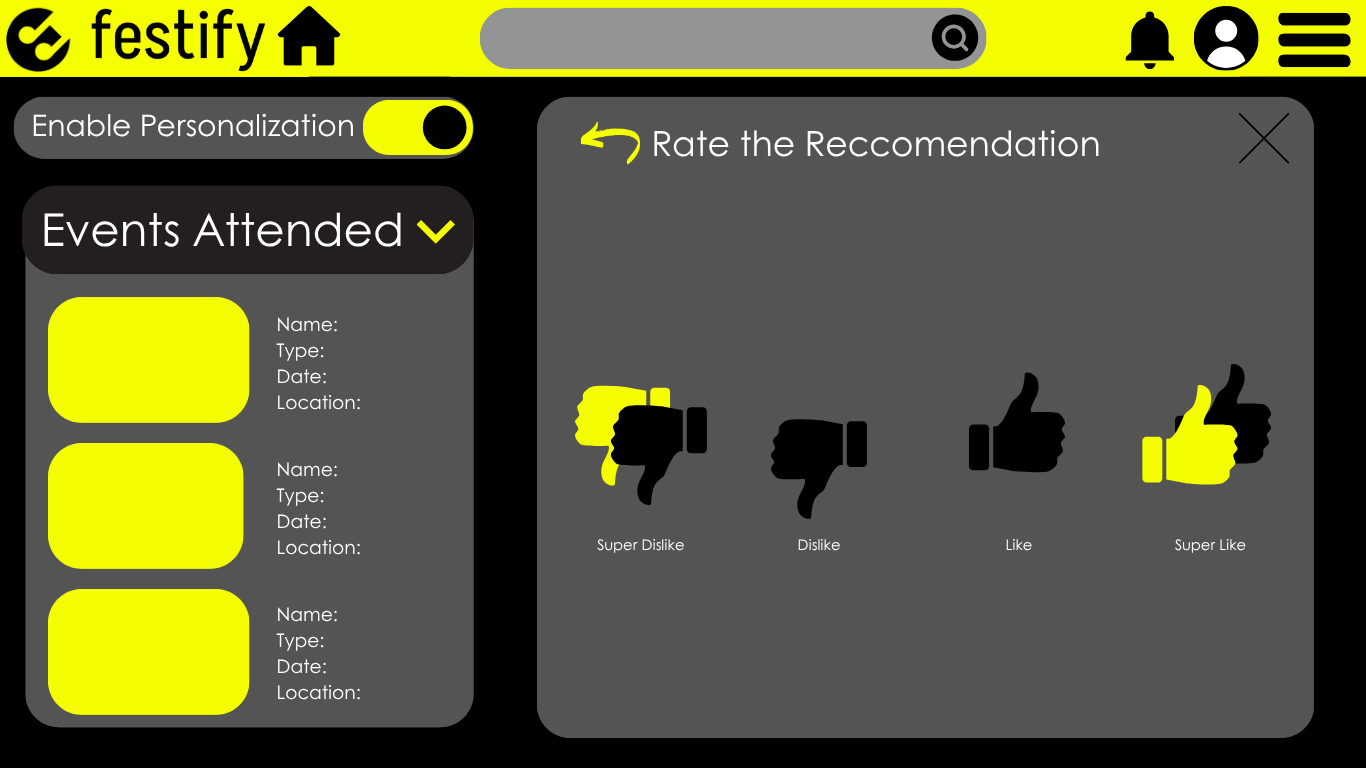 festify
Enable Personalization
Events Attended
Name:
Type:
Date:
Location:
Name:
Type:
Date:
Location:
Name:
Type:
Date:
Location:
Rate the Reccomendation
Super Dislike
Dislike
Like
Super Like